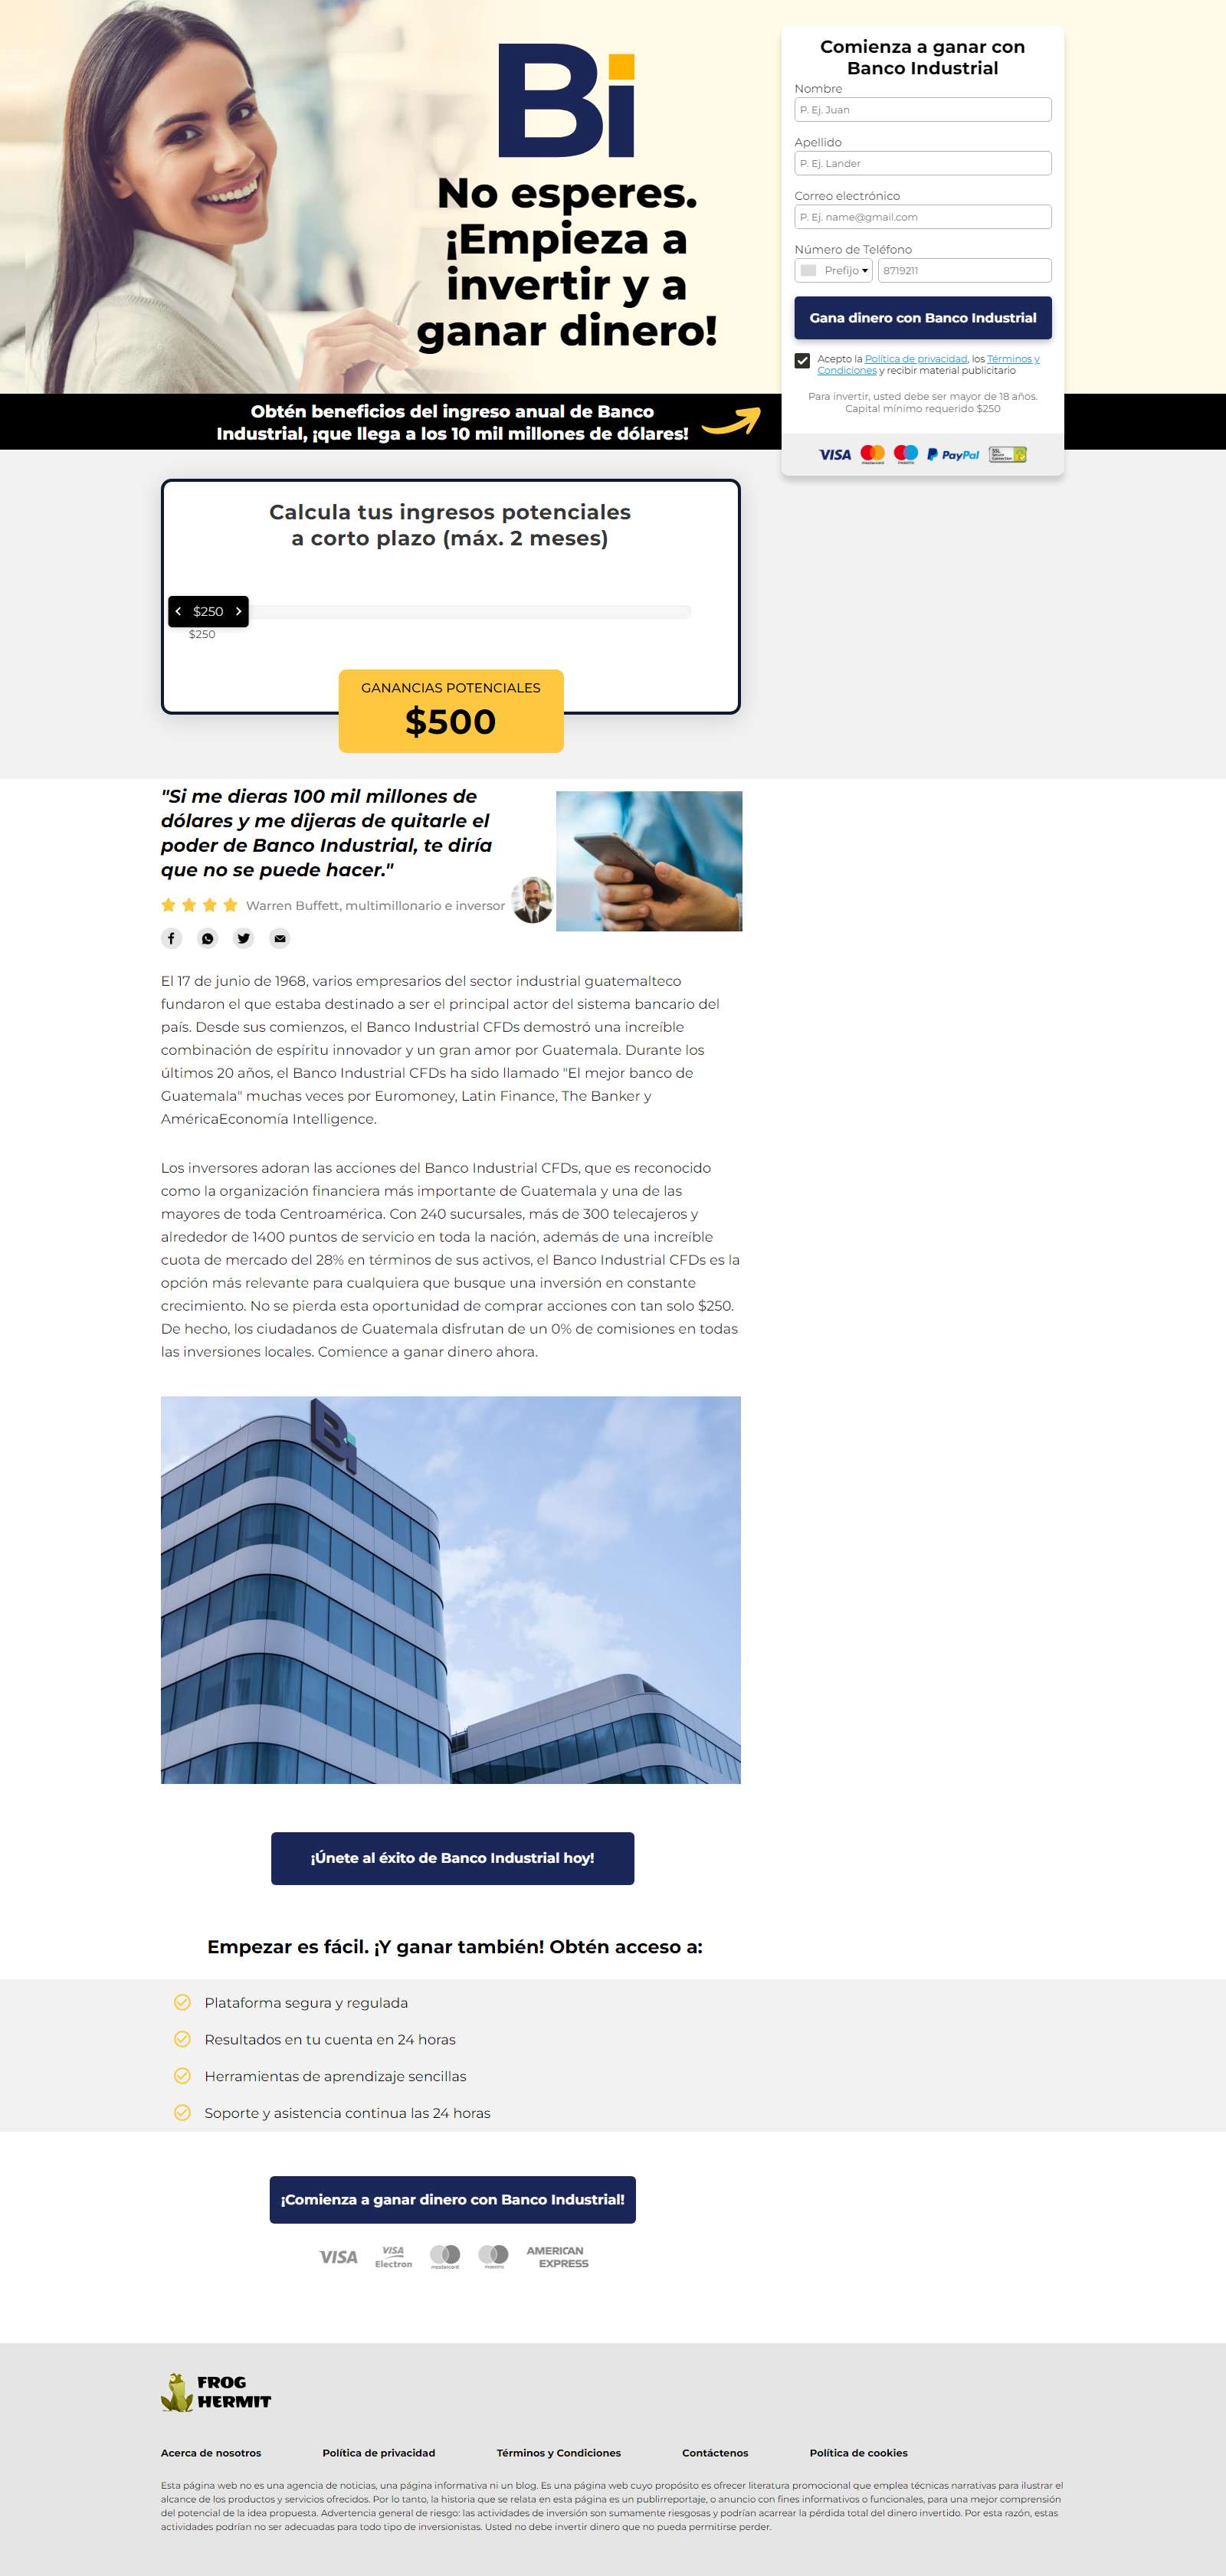 Bi
No esperes.
¡Empieza a
invertir y a
ganar dinero!
Comienza a ganar con
Banco Industrial
Nombre
P. Ej. Juan
Apellido
P. Ej. Lander
Correo electrónico
P. Ej. name@gmail.com
Número de Teléfono
Prefijo 8719211
Gana dinero con Banco Industrial
Acepto la Política de privacidad, los Términos y
Condiciones y recibir material publicitario
Para invertir, usted debe ser mayor de 18 años.
Capital mínimo requerido $250
VISA mastercard maestro PayPal SSL Secure Connection
Obtén beneficios del ingreso anual de Banco
Industrial, ¡que llega a los 10 mil millones de dólares!
Calcula tus ingresos potenciales
a corto plazo (máx. 2 meses)
$250
$250
GANANCIAS POTENCIALES
$500
"Si me dieras 100 mil millones de
dólares y me dijeras de quitarle el
poder de Banco Industrial, te diría
que no se puede hacer."
Warren Buffett, multimillonario e inversor
El 17 de junio de 1968, varios empresarios del sector industrial guatemalteco
fundaron el que estaba destinado a ser el principal actor del sistema bancario del
país. Desde sus comienzos, el Banco Industrial CFDs demostró una increíble
combinación de espíritu innovador y un gran amor por Guatemala. Durante los
últimos 20 años, el Banco Industrial CFDs ha sido llamado "El mejor banco de
Guatemala" muchas veces por Euromoney, Latin Finance, The Banker y
AméricaEconomía Intelligence.
Los inversores adoran las acciones del Banco Industrial CFDs, que es reconocido
como la organización financiera más importante de Guatemala y una de las
mayores de toda Centroamérica. Con 240 sucursales, más de 300 telecajeros y
alrededor de 1400 puntos de servicio en toda la nación, además de una increíble
cuota de mercado del 28% en términos de sus activos, el Banco Industrial CFDs es la
opción más relevante para cualquiera que busque una inversión en constante
crecimiento. No se pierda esta oportunidad de comprar acciones con tan solo $250.
De hecho, los ciudadanos de Guatemala disfrutan de un 0% de comisiones en todas
las inversiones locales. Comience a ganar dinero ahora.
Bi
¡Únete al éxito de Banco Industrial hoy!
Empezar es fácil. ¡Y ganar también! Obtén acceso a:
Plataforma segura y regulada
Resultados en tu cuenta en 24 horas
Herramientas de aprendizaje sencillas
Soporte y asistencia continua las 24 horas
¡Comienza a ganar dinero con Banco Industrial!
VISA VISA Electron mastercard maestro AMERICAN EXPRESS
FROG
HERMIT
Acerca de nosotros Política de privacidad Términos y Condiciones Contáctenos Política de cookies
Esta página web no es una agencia de noticias, una página informativa ni un blog. Es una página web cuyo propósito es ofrecer literatura promocional que emplea técnicas narrativas para ilustrar el
alcance de los productos y servicios ofrecidos. Por lo tanto, la historia que se relata en esta página es un publirreportaje, o anuncio con fines informativos o funcionales, para una mejor comprensión
del potencial de la idea propuesta. Advertencia general de riesgo: las actividades de inversión son sumamente riesgosas y podrían acarrear la pérdida total del dinero invertido. Por esta razón, estas
actividades podrían no ser adecuadas para todo tipo de inversionistas. Usted no debe invertir dinero que no pueda permitirse perder.